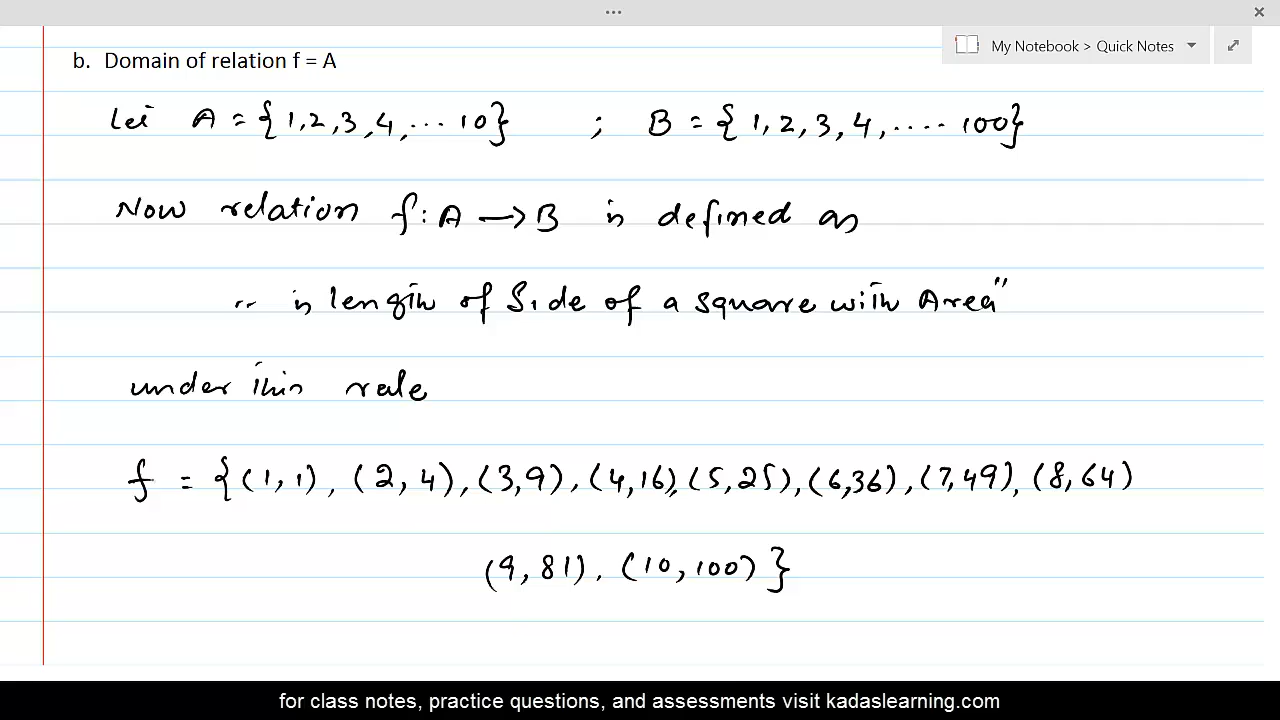 ...
My Notebook > Quick Notes
b. Domain of relation f = A
Let A = {1, 2, 3, 4, ... 10} ; B = {1, 2, 3, 4, .... 100}
Now relation f : A → B is defined as
" is length of Side of a square with Area"
under this rule
f = {(1, 1), (2, 4), (3, 9), (4, 16), (5, 25), (6, 36), (7, 49), (8, 64)
(9, 81), (10, 100)}
for class notes, practice questions, and assessments visit kadaslearning.com